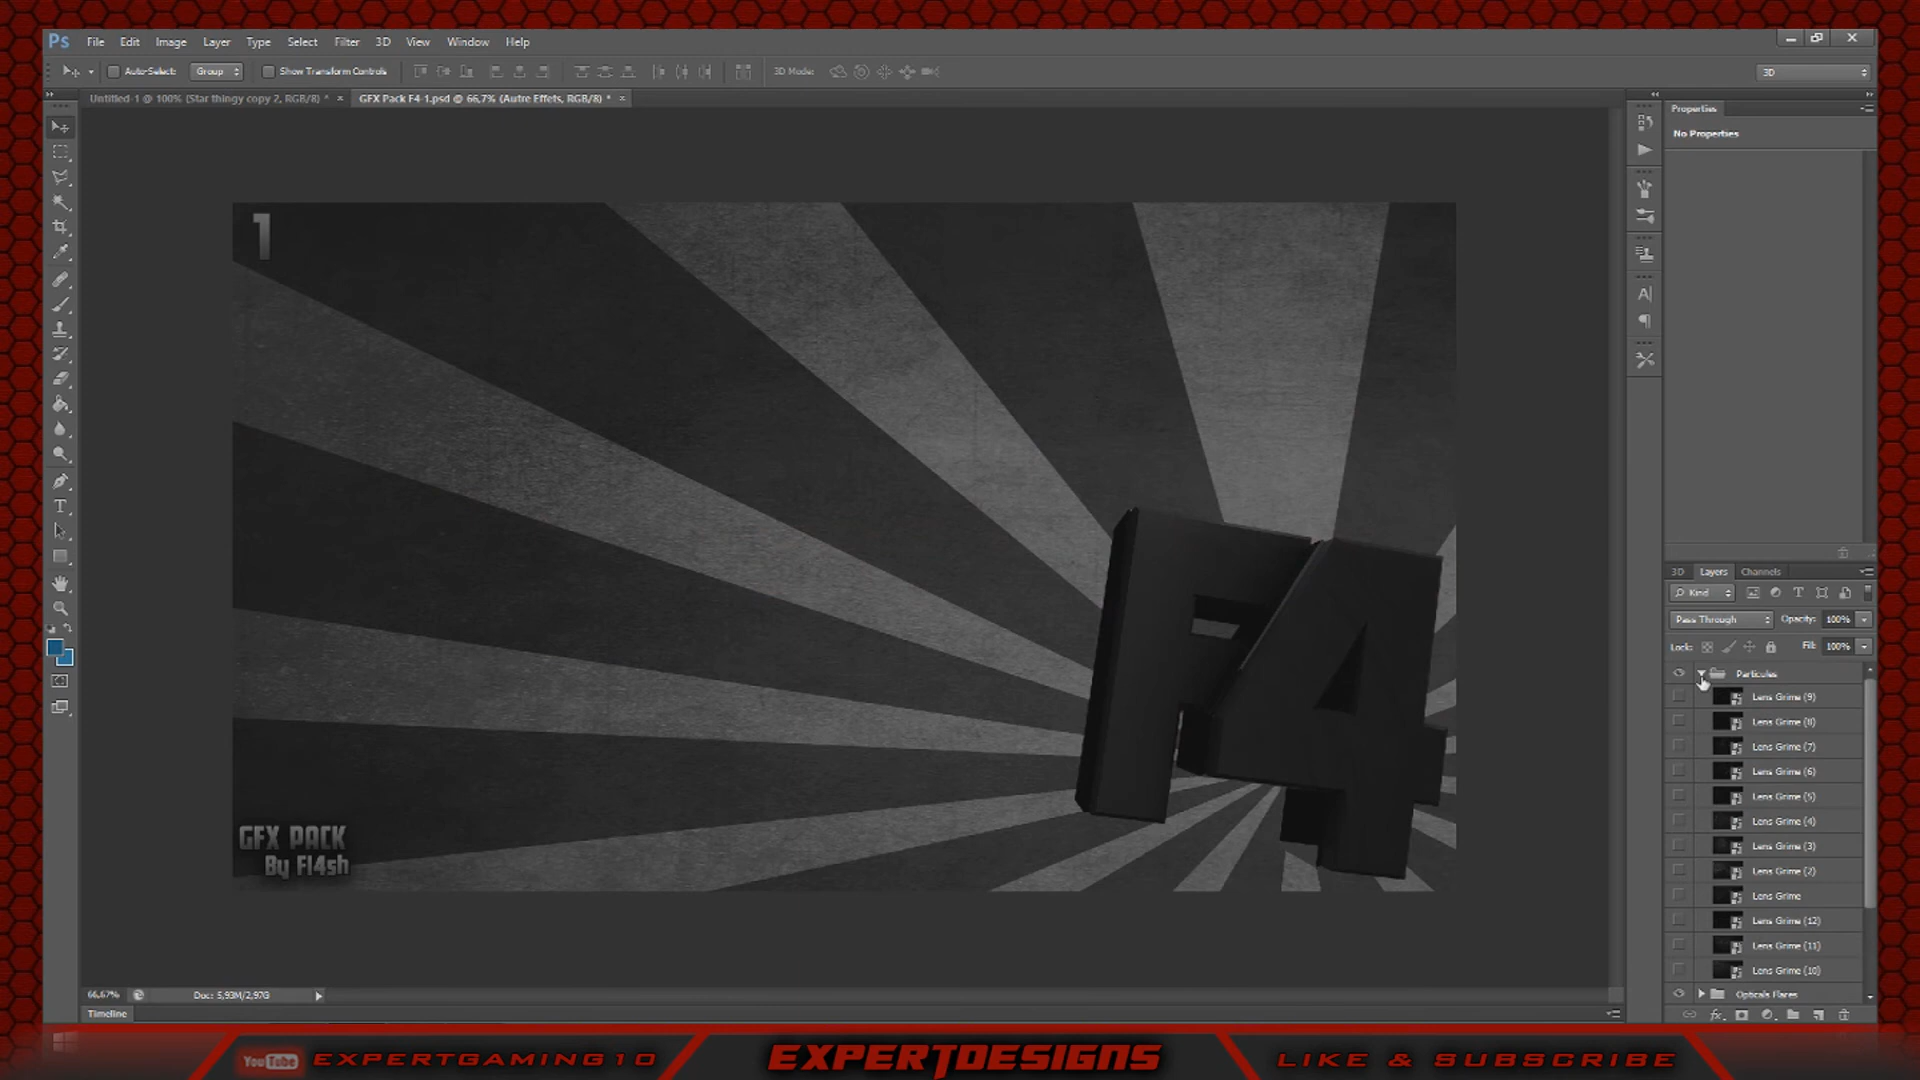 Ps File Edit Image Layer Type Select Filter 3D View Window Help
Auto-Select: Group Show Transform Controls 3D Mode: 3D
Untitled-1 @ 100% (Star thingy copy 2, RGB/8) * × GFX Pack F4-1.psd @ 66,7% (Autre Effets, RGB/8) * ×
Properties
No Properties
1
F4
GFX PACK
By Fl4sh
3D Layers Channels
Kind
Pass Through Opacity: 100%
Lock: Fill: 100%
Particules
Lens Grime (9)
Lens Grime (8)
Lens Grime (7)
Lens Grime (6)
Lens Grime (5)
Lens Grime (4)
Lens Grime (3)
Lens Grime (2)
Lens Grime
Lens Grime (12)
Lens Grime (11)
Lens Grime (10)
Opticals Flares
66,67% Doc: 5,93M/2,97G
Timeline
YouTube EXPERTGAMING10 EXPERTDESIGNS LIKE & SUBSCRIBE